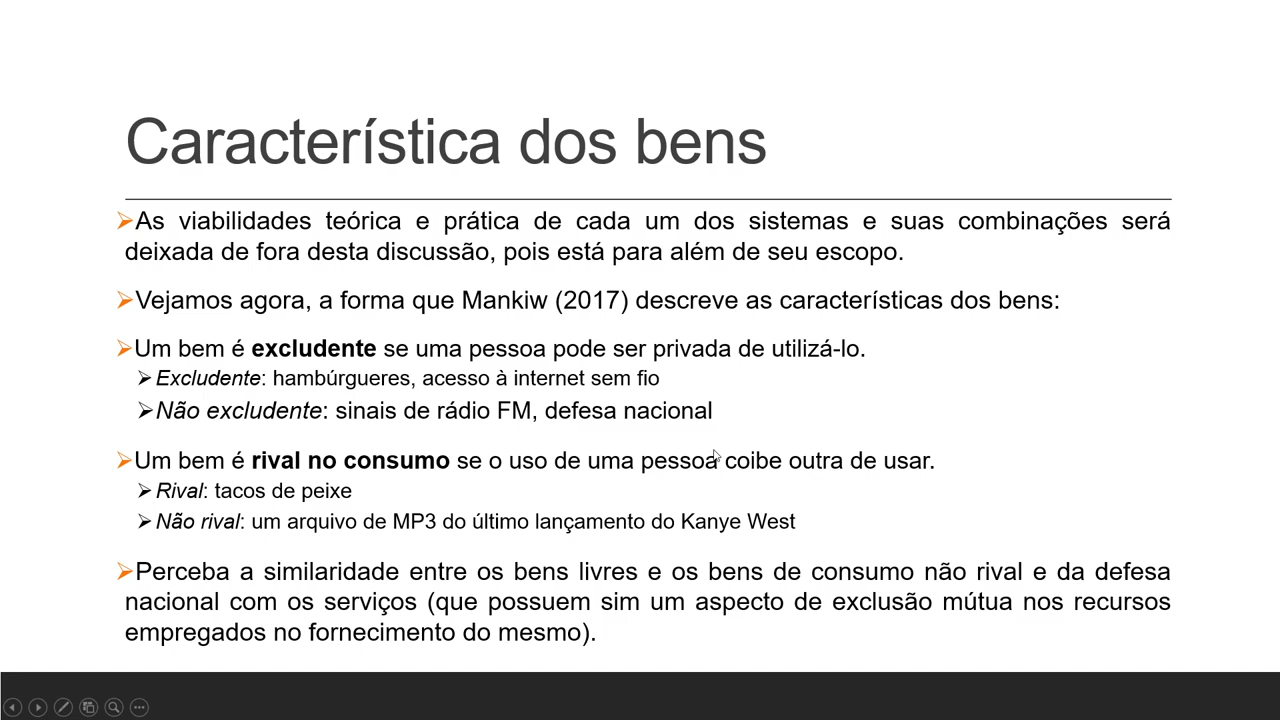 Característica dos bens
As viabilidades teórica e prática de cada um dos sistemas e suas combinações será
deixada de fora desta discussão, pois está para além de seu escopo.
Vejamos agora, a forma que Mankiw (2017) descreve as características dos bens:
Um bem é excludente se uma pessoa pode ser privada de utilizá-lo.
Excludente: hambúrgueres, acesso à internet sem fio
Não excludente: sinais de rádio FM, defesa nacional
Um bem é rival no consumo se o uso de uma pessoa coibe outra de usar.
Rival: tacos de peixe
Não rival: um arquivo de MP3 do último lançamento do Kanye West
Perceba a similaridade entre os bens livres e os bens de consumo não rival e da defesa
nacional com os serviços (que possuem sim um aspecto de exclusão mútua nos recursos
empregados no fornecimento do mesmo).